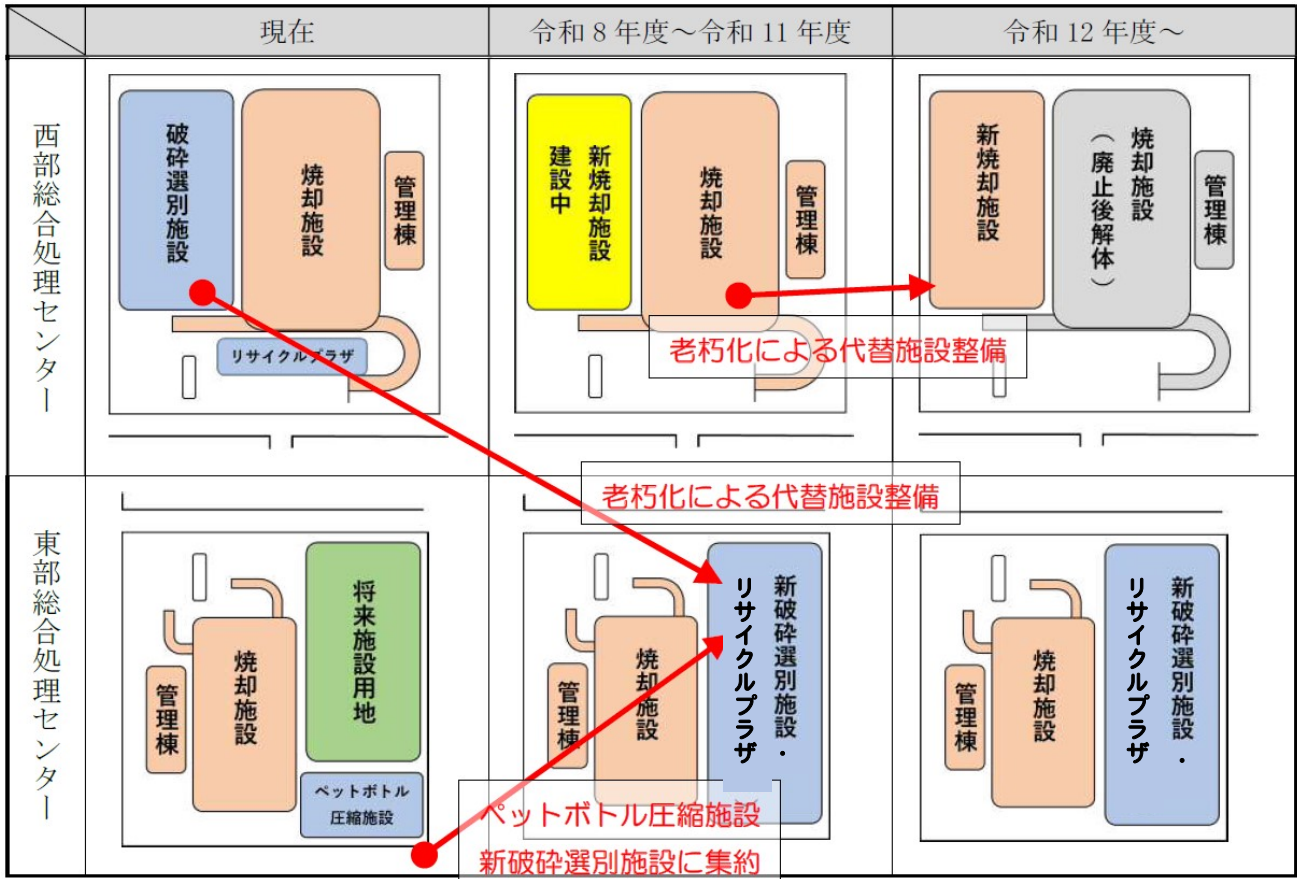 現在
令和8年度～令和11年度
令和12年度～
西部総合処理センター
破砕選別施設
焼却施設
管理棟
リサイクルプラザ
新焼却施設
建設中
焼却施設
管理棟
老朽化による代替施設整備
新焼却施設
焼却施設
（廃止後解体）
管理棟
老朽化による代替施設整備
東部総合処理センター
管理棟
焼却施設
将来施設用地
ペットボトル
圧縮施設
管理棟
焼却施設
新破砕選別施設・
リサイクルプラザ
ペットボトル圧縮施設
新破砕選別施設に集約
管理棟
焼却施設
新破砕選別施設・
リサイクルプラザ